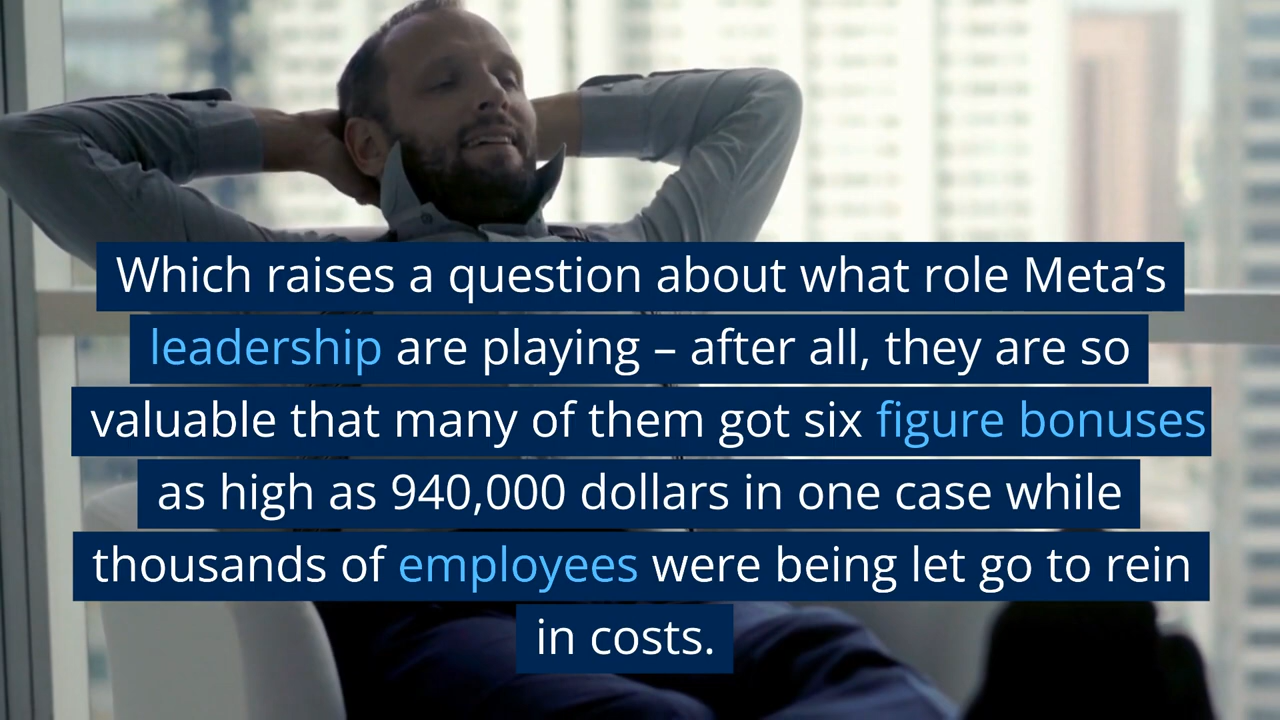 Which raises a question about what role Meta’s
leadership are playing – after all, they are so
valuable that many of them got six figure bonuses
as high as 940,000 dollars in one case while
thousands of employees were being let go to rein
in costs.